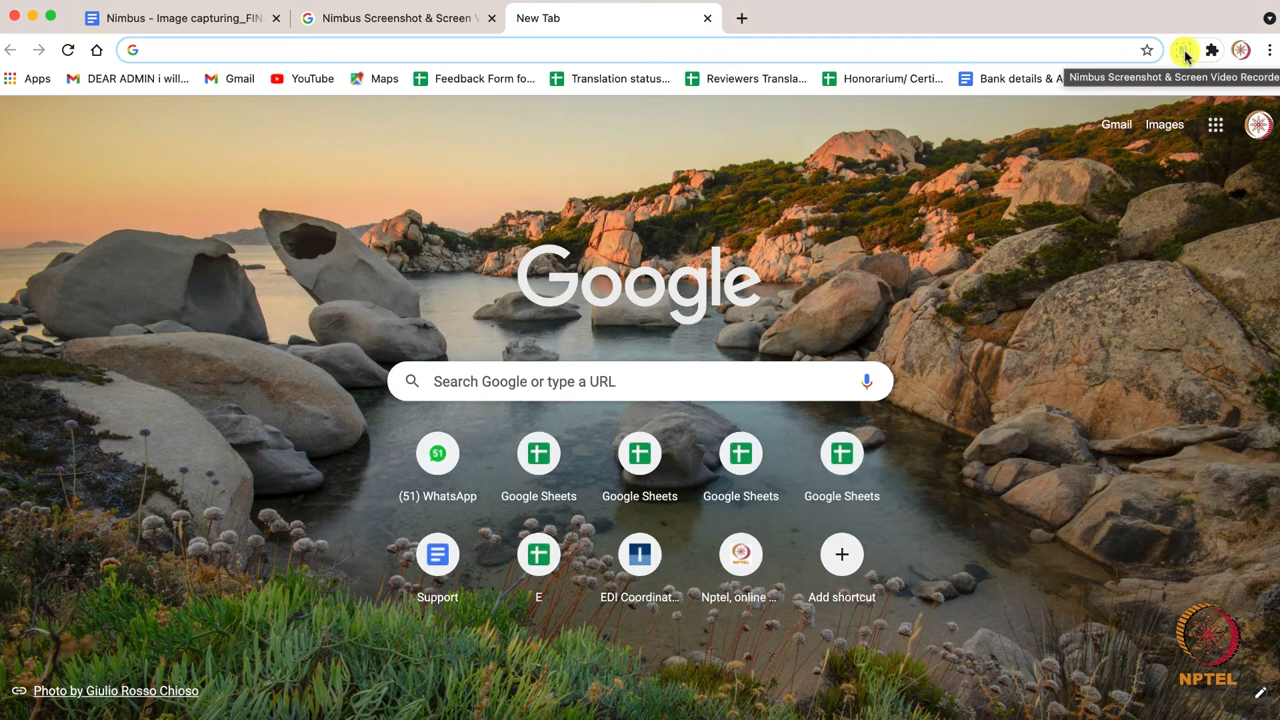 Nimbus - Image capturing_FIN
Nimbus Screenshot & Screen V
New Tab
Apps
DEAR ADMIN i will...
Gmail
YouTube
Maps
Feedback Form fo...
Translation status...
Reviewers Transla...
Honorarium/ Certi...
Bank details & A
Nimbus Screenshot & Screen Video Recorde
Gmail
Images
Google
Search Google or type a URL
51
(51) WhatsApp
Google Sheets
Google Sheets
Google Sheets
Google Sheets
NPTEL
Support
E
EDI Coordinat...
Nptel, online ...
Add shortcut
Photo by Giulio Rosso Chioso
NPTEL